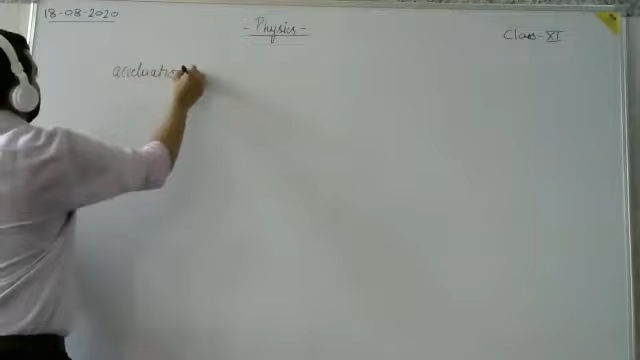 18-08-2020
- Physics -
Class - XI
acceleration